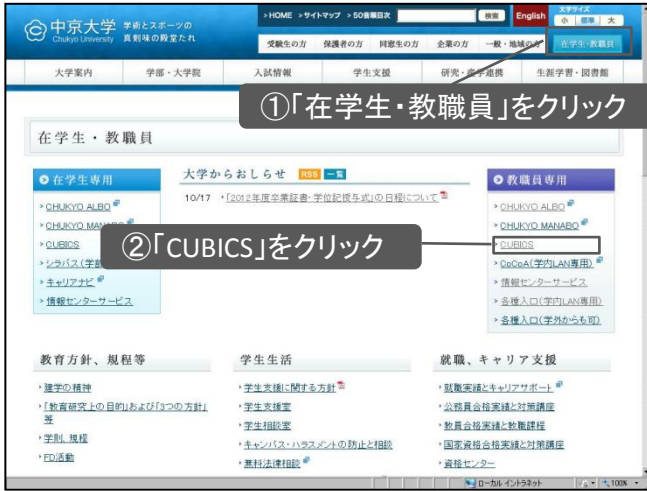 中京大学 学術とスポーツの
Chukyo University 真剣味の殿堂たれ
>HOME >サイトマップ >50音順目次 検索 English 文字サイズ 小 標準 大
受験生の方 保護者の方 同窓生の方 企業の方 一般・地域の方 在学生・教職員
大学案内 学部・大学院 入試情報 学生支援 研究・産学連携 生涯学習・図書館
①「在学生・教職員」をクリック
在学生・教職員
在学生専用
>CHUKYO ALBO
>CHUKYO MANABO
>CUBICS
>シラバス(学部
>キャリアナビ
>情報センターサービス
大学からおしらせ RSS 一覧
10/17 ・「2012年度卒業証書・学位記授与式」の日程について
教職員専用
>CHUKYO ALBO
>CHUKYO MANABO
>CUBICS
>CoCoA(学内LAN専用)
>情報センターサービス
>各種入口(学内LAN専用)
>各種入口(学外からも可)
②「CUBICS」をクリック
教育方針、規程等
・建学の精神
・「教育研究上の目的」および「3つの方針」
等
・学則、規程
・FD活動
学生生活
・学生支援に関する方針
・学生支援室
・学生相談室
・キャンパス・ハラスメントの防止と相談
・無料法律相談
就職、キャリア支援
・就職実績とキャリアサポート
・公務員合格実績と対策講座
・教員合格実績と教職課程
・国家資格合格実績と対策講座
・資格センター
ローカル イントラネット 100%